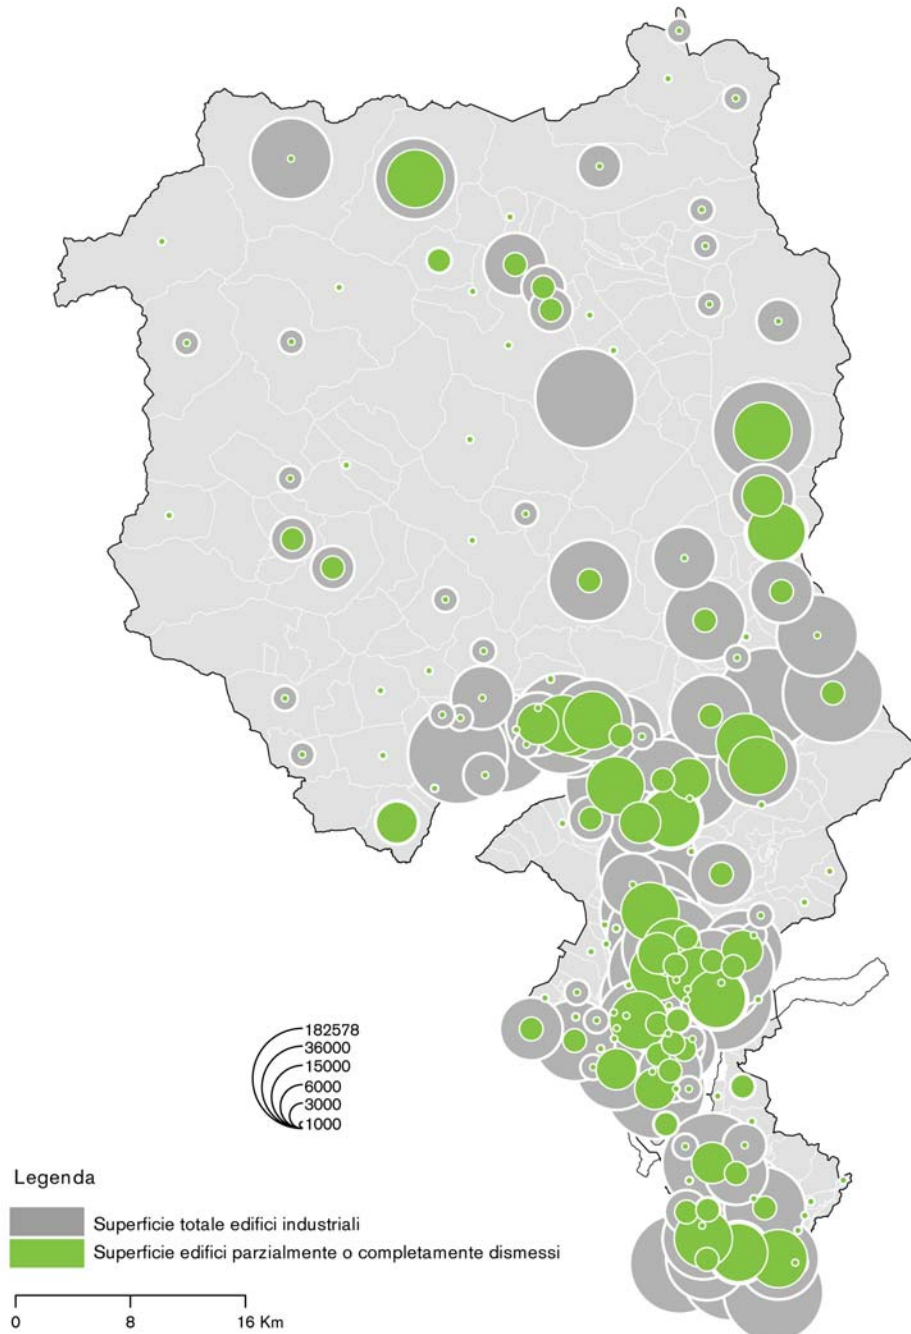 182578
36000
15000
6000
3000
1000
Legenda
Superficie totale edifici industriali
Superficie edifici parzialmente o completamente dismessi
0 8 16 Km